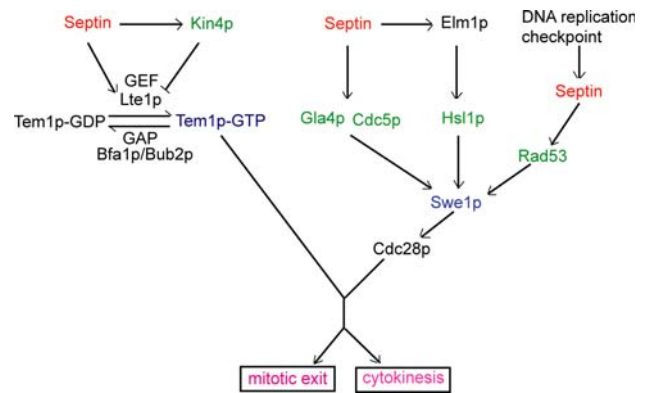 Septin Kin4p
GEF
Lte1p
Tem1p-GDP Tem1p-GTP
GAP
Bfa1p/Bub2p
Septin Elm1p
Gla4p Cdc5p Hsl1p
DNA replication
checkpoint
Septin
Rad53
Swe1p
Cdc28p
mitotic exit cytokinesis